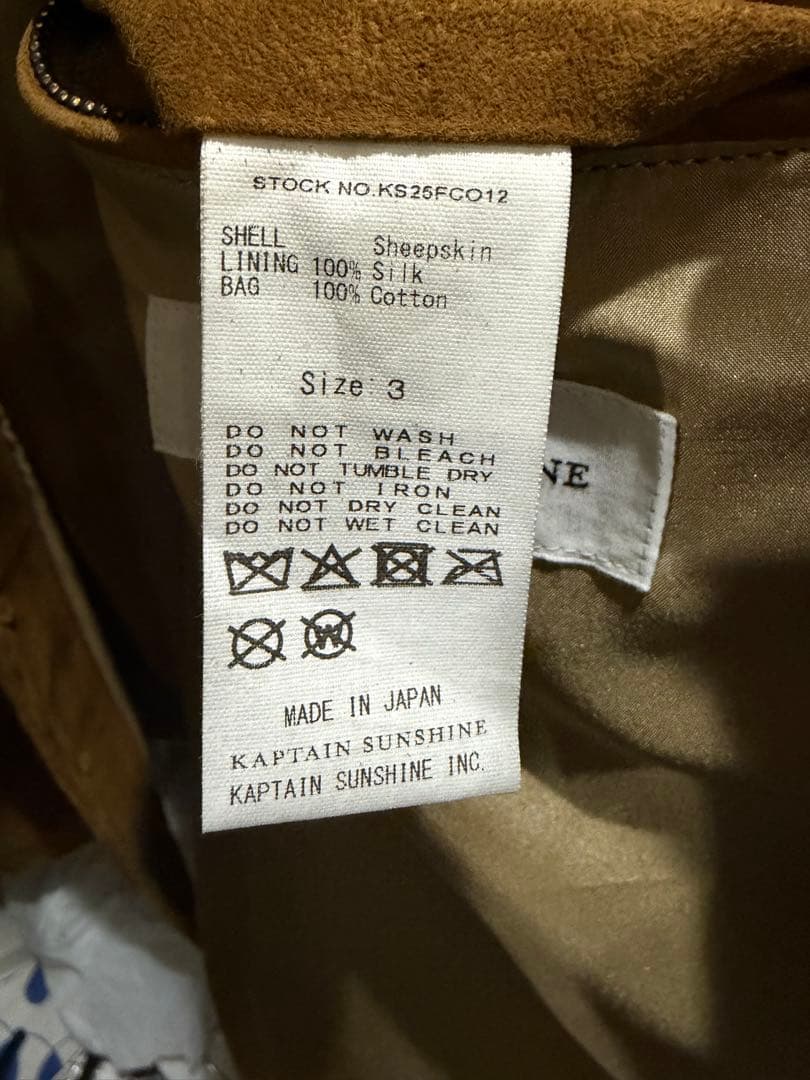 STOCK NO.KS25FCO12
SHELL Sheepskin
LINING 100% Silk
BAG 100% Cotton
Size: 3
DO NOT WASH
DO NOT BLEACH
DO NOT TUMBLE DRY
DO NOT IRON
DO NOT DRY CLEAN
DO NOT WET CLEAN
W
MADE IN JAPAN
KAPTAIN SUNSHINE
KAPTAIN SUNSHINE INC.
NE